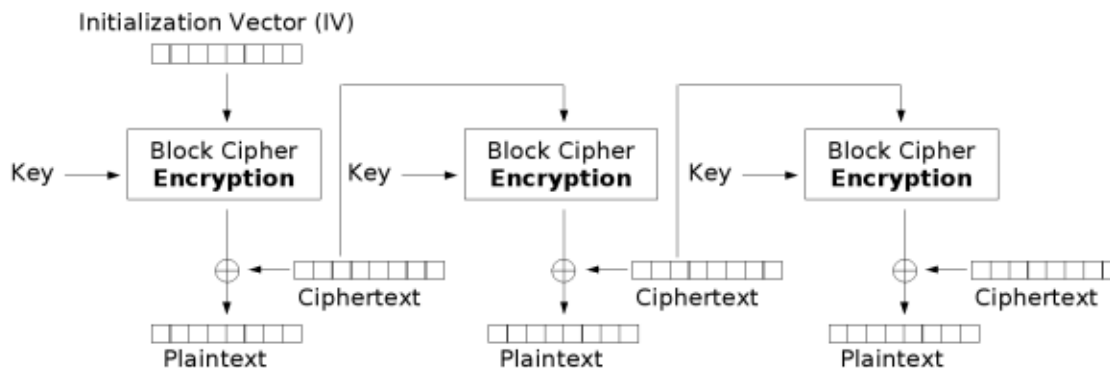 Initialization Vector (IV)
Key
Block Cipher
Encryption
Key
Block Cipher
Encryption
Key
Block Cipher
Encryption
Ciphertext
Ciphertext
Ciphertext
Plaintext
Plaintext
Plaintext